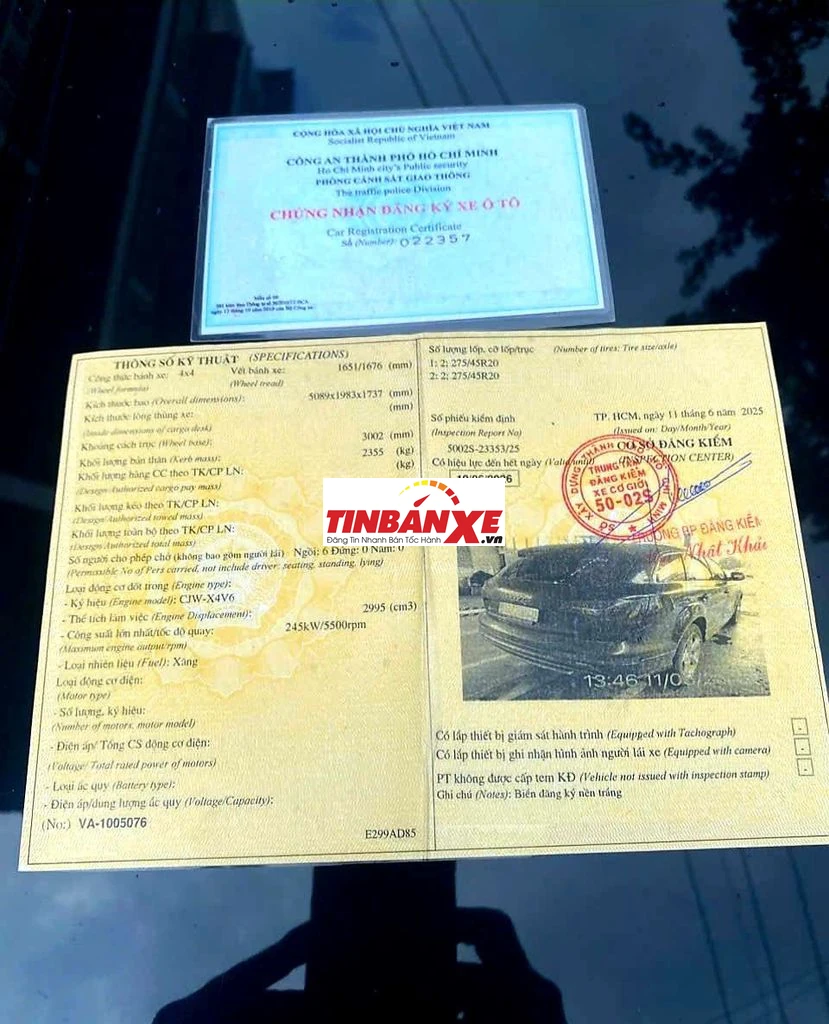 CỘNG HÒA XÃ HỘI CHỦ NGHĨA VIỆT NAM
Socialist Republic of Vietnam
CÔNG AN THÀNH PHỐ HỒ CHÍ MINH
Ho Chi Minh city's Public security
PHÒNG CẢNH SÁT GIAO THÔNG
The traffic police Division
CHỨNG NHẬN ĐĂNG KÝ XE Ô TÔ
Car Registration Certificate
Số (Number): 022357
THÔNG SỐ KỸ THUẬT (SPECIFICATIONS)
Công thức bánh xe: 4x4 Vết bánh xe: 1651/1676 (mm)
(Wheel formula) (Wheel tread)
Kích thước bao (Overall dimensions): 5089x1983x1737 (mm)
Kích thước lòng thùng xe: (mm)
(Inside dimensions of cargo desk)
Khoảng cách trục (Wheel base): 3002 (mm)
Khối lượng bản thân (Kerb mass): 2355 (kg)
Khối lượng hàng CC theo TK/CP LN: (kg)
(Design/Authorized cargo pay mass)
Khối lượng kéo theo TK/CP LN:
(Design/Authorized towed mass)
Khối lượng toàn bộ theo TK/CP LN:
(Design/Authorized total mass)
Số người cho phép chở (không bao gồm người lái) Ngồi: 6 Đứng: 0 Nằm: 0
(Permissible No of Pers carried, not include driver: seating, standing, lying)
Loại động cơ đốt trong (Engine type):
- Ký hiệu (Engine model): CJW-X4V6
- Thể tích làm việc (Engine Displacement): 2995 (cm3)
- Công suất lớn nhất/tốc độ quay: 245kW/5500rpm
(Maximum engine output/rpm)
- Loại nhiên liệu (Fuel): Xăng
Loại động cơ điện:
(Motor type)
- Số lượng, ký hiệu:
(Number of motors, motor model)
- Điện áp/ Tổng CS động cơ điện:
(Voltage/ Total rated power of motors)
- Loại ắc quy (Battery type):
- Điện áp/dung lượng ắc quy (Voltage/Capacity):
(No:) VA-1005076
E299AD85
Số lượng lốp, cỡ lốp/trục (Number of tires: Tire size/axle)
1: 2; 275/45R20
2: 2; 275/45R20
Số phiếu kiểm định TP. HCM, ngày 11 tháng 6 năm 2025
(Inspection Report No) (Issued on: Day/Month/Year)
5002S-23353/25 CƠ SỞ ĐĂNG KIỂM
Có hiệu lực đến hết ngày (INSPECTION CENTER)
TRUNG TÂM
ĐĂNG KIỂM
XE CƠ GIỚI
50-02S
TINBANXE.vn
Đăng Tin Nhanh Bán Tốc Hành
13:46 11/0
Có lắp thiết bị giám sát hành trình (Equipped with Tachograph)
Có lắp thiết bị ghi nhận hình ảnh người lái xe (Equipped with camera)
PT không được cấp tem KĐ (Vehicle not issued with inspection stamp)
Ghi chú (Notes): Biển đăng ký nền trắng